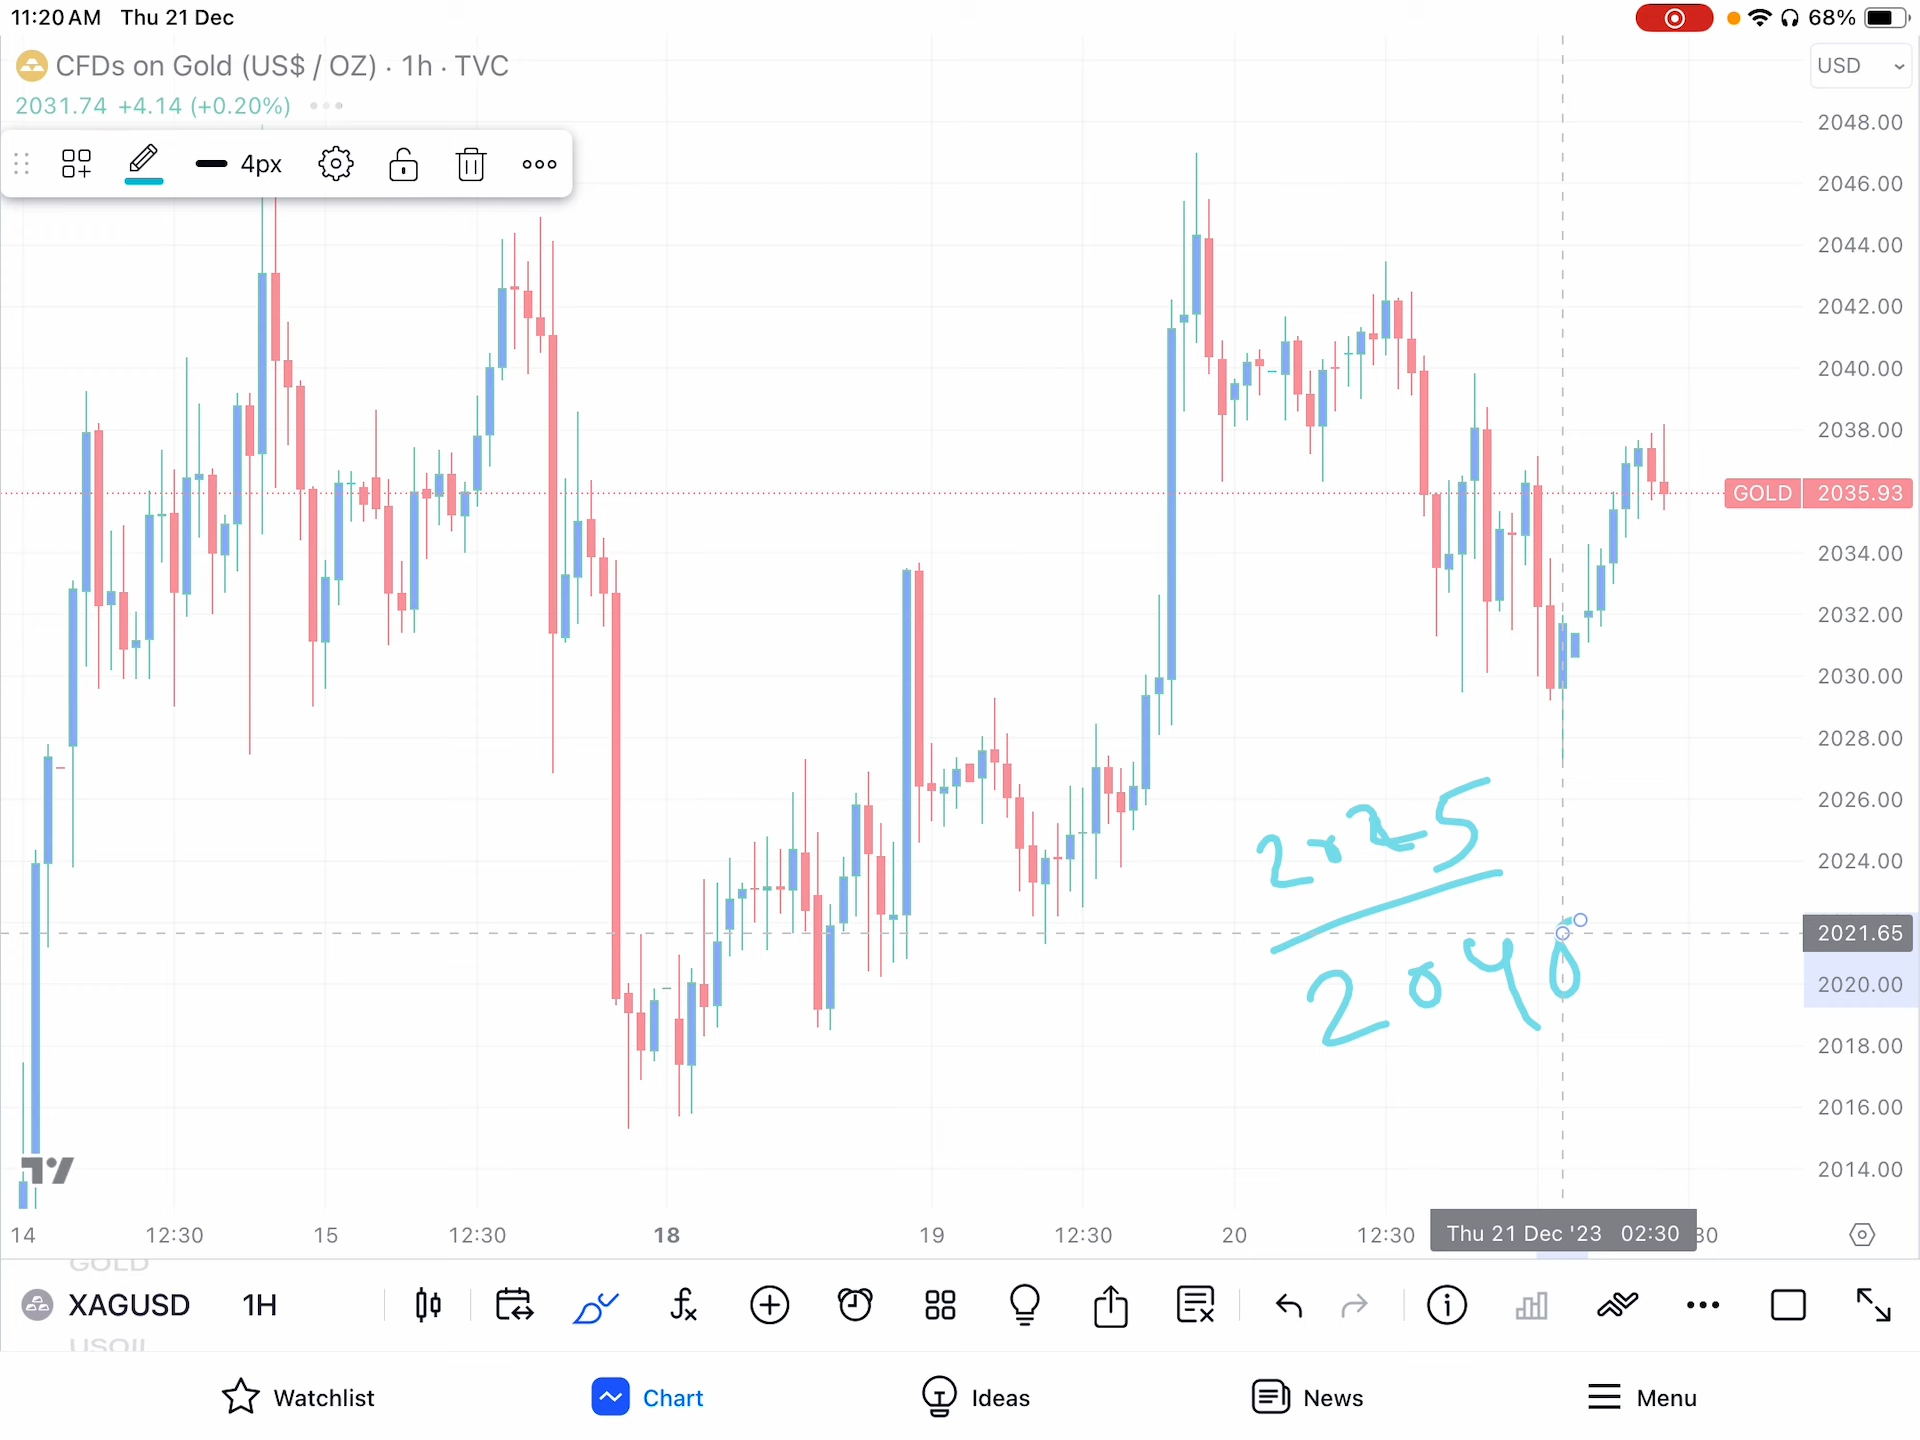 11:20 AM Thu 21 Dec
68%
CFDs on Gold (US$ / OZ) · 1h · TVC
USD
2031.74 +4.14 (+0.20%)
4px
2048.00
2046.00
2044.00
2042.00
2040.00
2038.00
GOLD 2035.93
2034.00
2032.00
2030.00
2028.00
2026.00
2024.00
2021.65
2020.00
2018.00
2016.00
2014.00
2025
2040
14 12:30 15 12:30 18 19 12:30 20 12:30 Thu 21 Dec '23 02:30 30
GOLD
XAGUSD 1H
USOIL
Watchlist Chart Ideas News Menu